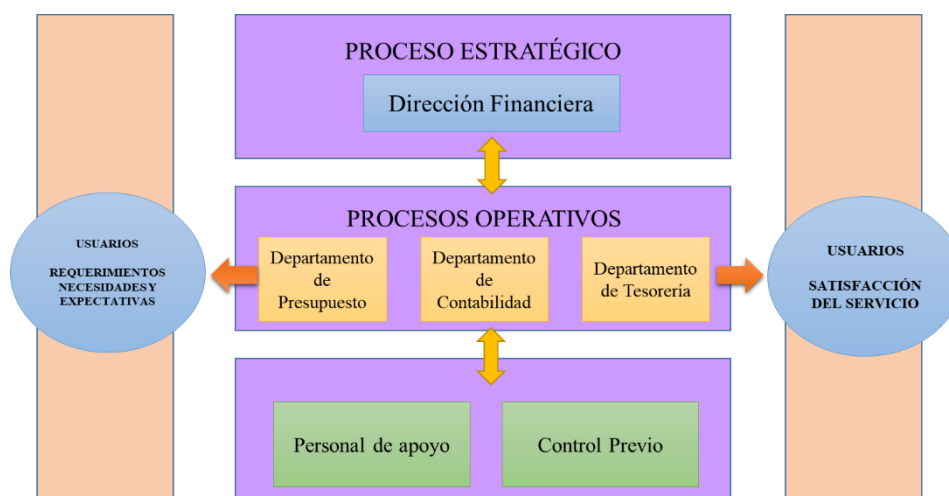 PROCESO ESTRATÉGICO
Dirección Financiera
USUARIOS
REQUERIMIENTOS
NECESIDADES Y
EXPECTATIVAS
PROCESOS OPERATIVOS
Departamento
de
Presupuesto
Departamento
de
Contabilidad
Departamento
de Tesorería
USUARIOS
SATISFACCIÓN
DEL SERVICIO
Personal de apoyo
Control Previo